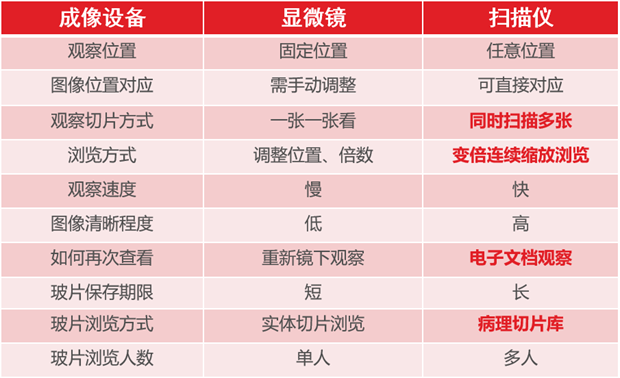 成像设备 显微镜 扫描仪
观察位置 固定位置 任意位置
图像位置对应 需手动调整 可直接对应
观察切片方式 一张一张看 同时扫描多张
浏览方式 调整位置、倍数 变倍连续缩放浏览
观察速度 慢 快
图像清晰程度 低 高
如何再次查看 重新镜下观察 电子文档观察
玻片保存期限 短 长
玻片浏览方式 实体切片浏览 病理切片库
玻片浏览人数 单人 多人